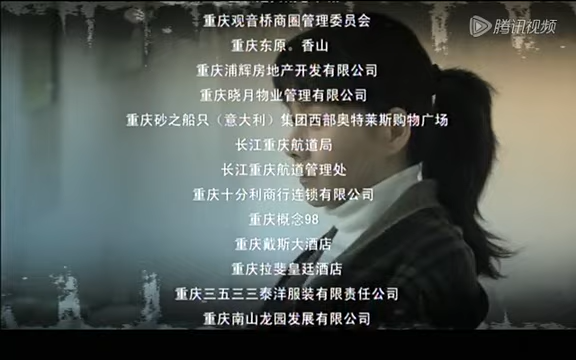 腾讯视频
重庆观音桥商圈管理委员会
重庆东原。香山
重庆浦辉房地产开发有限公司
重庆晓月物业管理有限公司
重庆砂之船只（意大利）集团西部奥特莱斯购物广场
长江重庆航道局
长江重庆航道管理处
重庆十分利商行连锁有限公司
重庆概念98
重庆戴斯大酒店
重庆拉斐皇廷酒店
重庆三五三三泰洋服装有限责任公司
重庆南山龙园发展有限公司